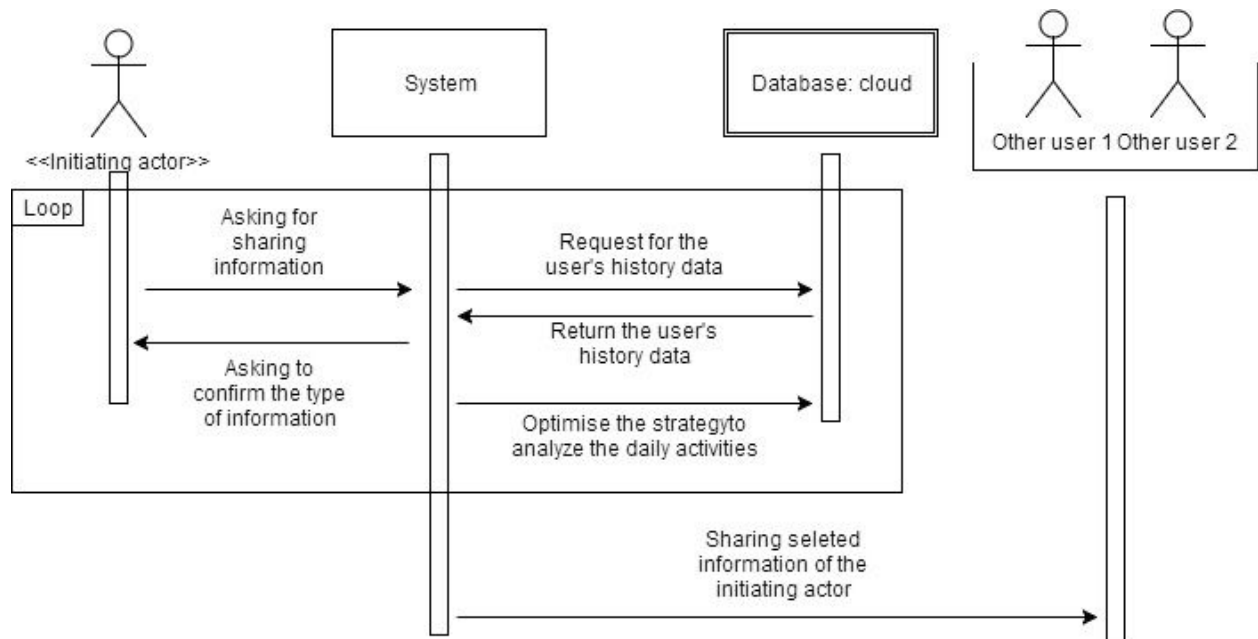 System
Database: cloud
Other user 1
Other user 2
<<Initiating actor>>
Loop
Asking for
sharing
information
Request for the
user's history data
Return the user's
history data
Asking to
confirm the type
of information
Optimise the strategyto
analyze the daily activities
Sharing seleted
information of the
initiating actor